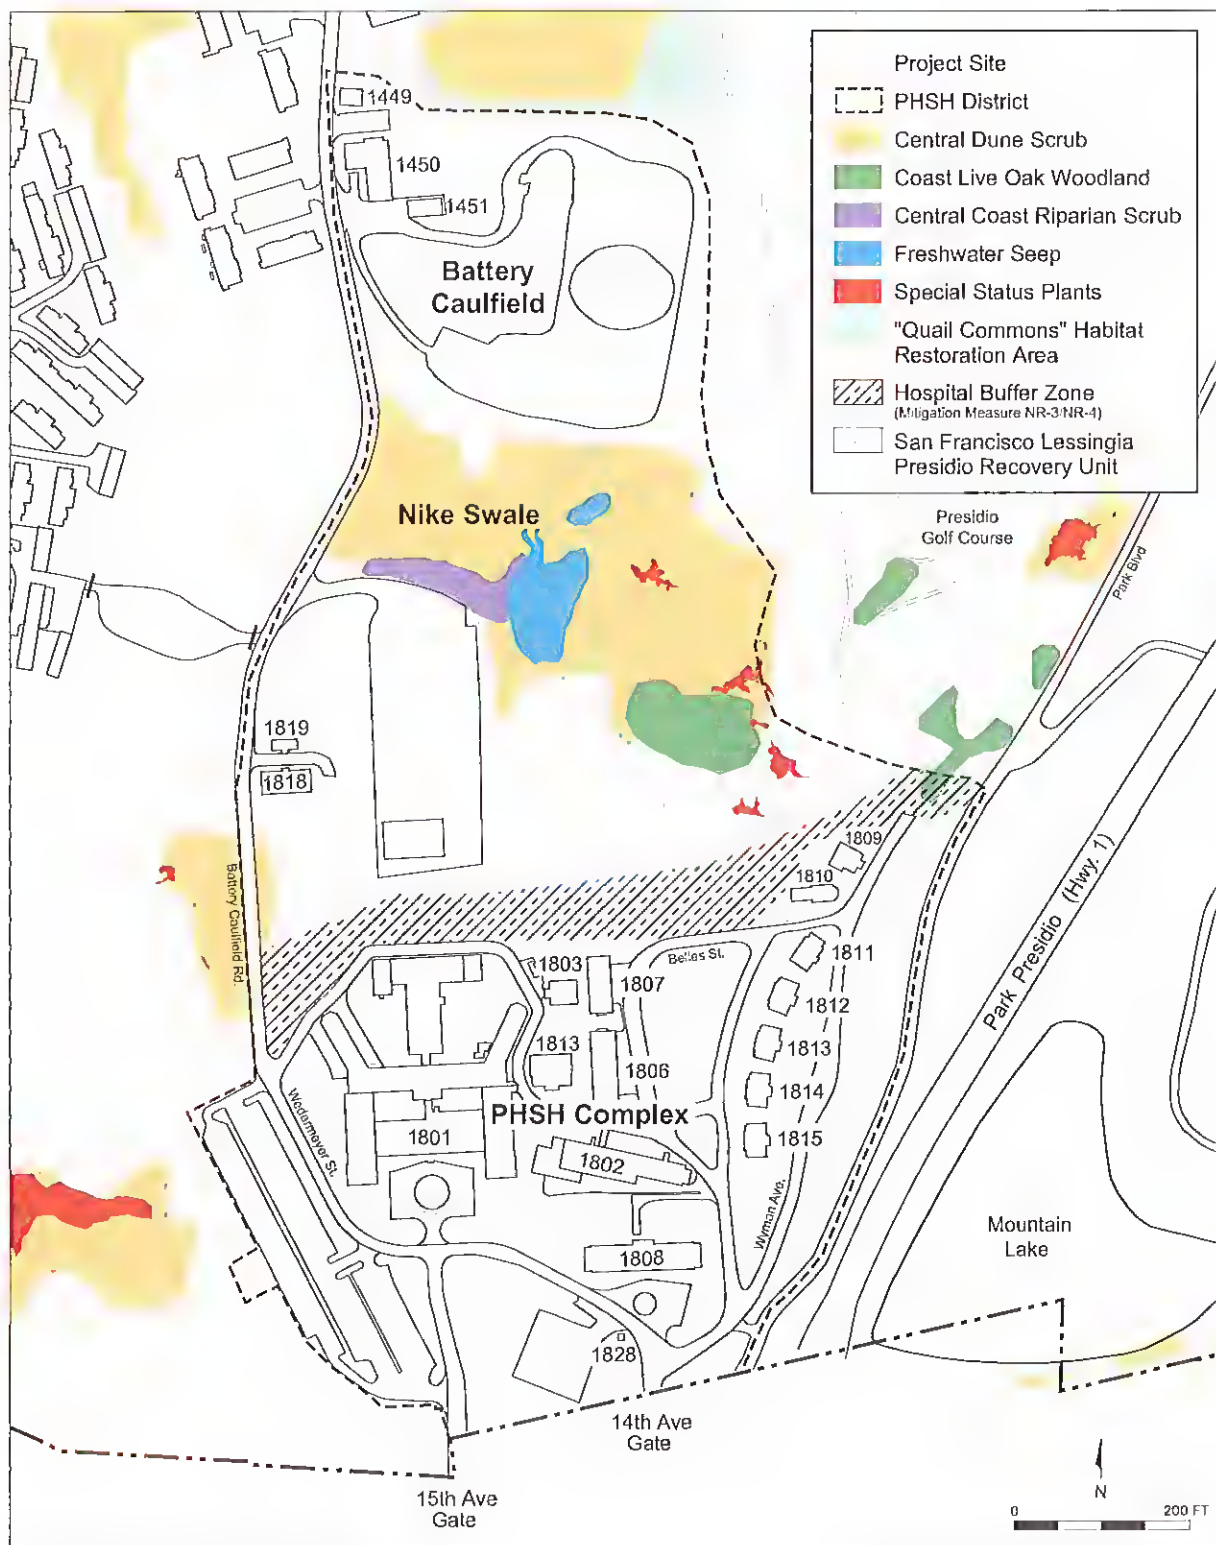 Project Site
PHSH District
Central Dune Scrub
Coast Live Oak Woodland
Central Coast Riparian Scrub
Freshwater Seep
Special Status Plants
"Quail Commons" Habitat
Restoration Area
Hospital Buffer Zone
(Mitigation Measure NR-3/NR-4)
San Francisco Lessingia
Presidio Recovery Unit
1449
1450
1451
Battery
Caulfield
Nike Swale
Presidio
Golf Course
Park Blvd
1819
1818
Battery Caulfield Rd.
1809
1810
Park Presidio (Hwy. 1)
Belles St.
1811
1803
1807
1812
1813
1813
1806
1814
Wedermeyer St.
PHSH Complex
1801
1815
1802
Wyman Ave.
1808
Mountain
Lake
1828
14th Ave
Gate
15th Ave
Gate
N
0 200 FT